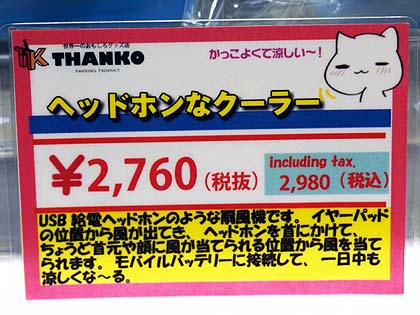 世界一のおもしろグッズ店
THANKO
AMUSING PRODUCT
かっこよくて涼しい～！
ヘッドホンなクーラー
¥2,760（税抜）
including tax.
2,980（税込）
USB給電ヘッドホンのような扇風機です。イヤーパッド
の位置から風が出てき、ヘッドホンを首にかけて、
ちょうど首元や顔に風が当てられる位置から風を当て
られます。モバイルバッテリーに接続して、一日中も
涼しくな～る。